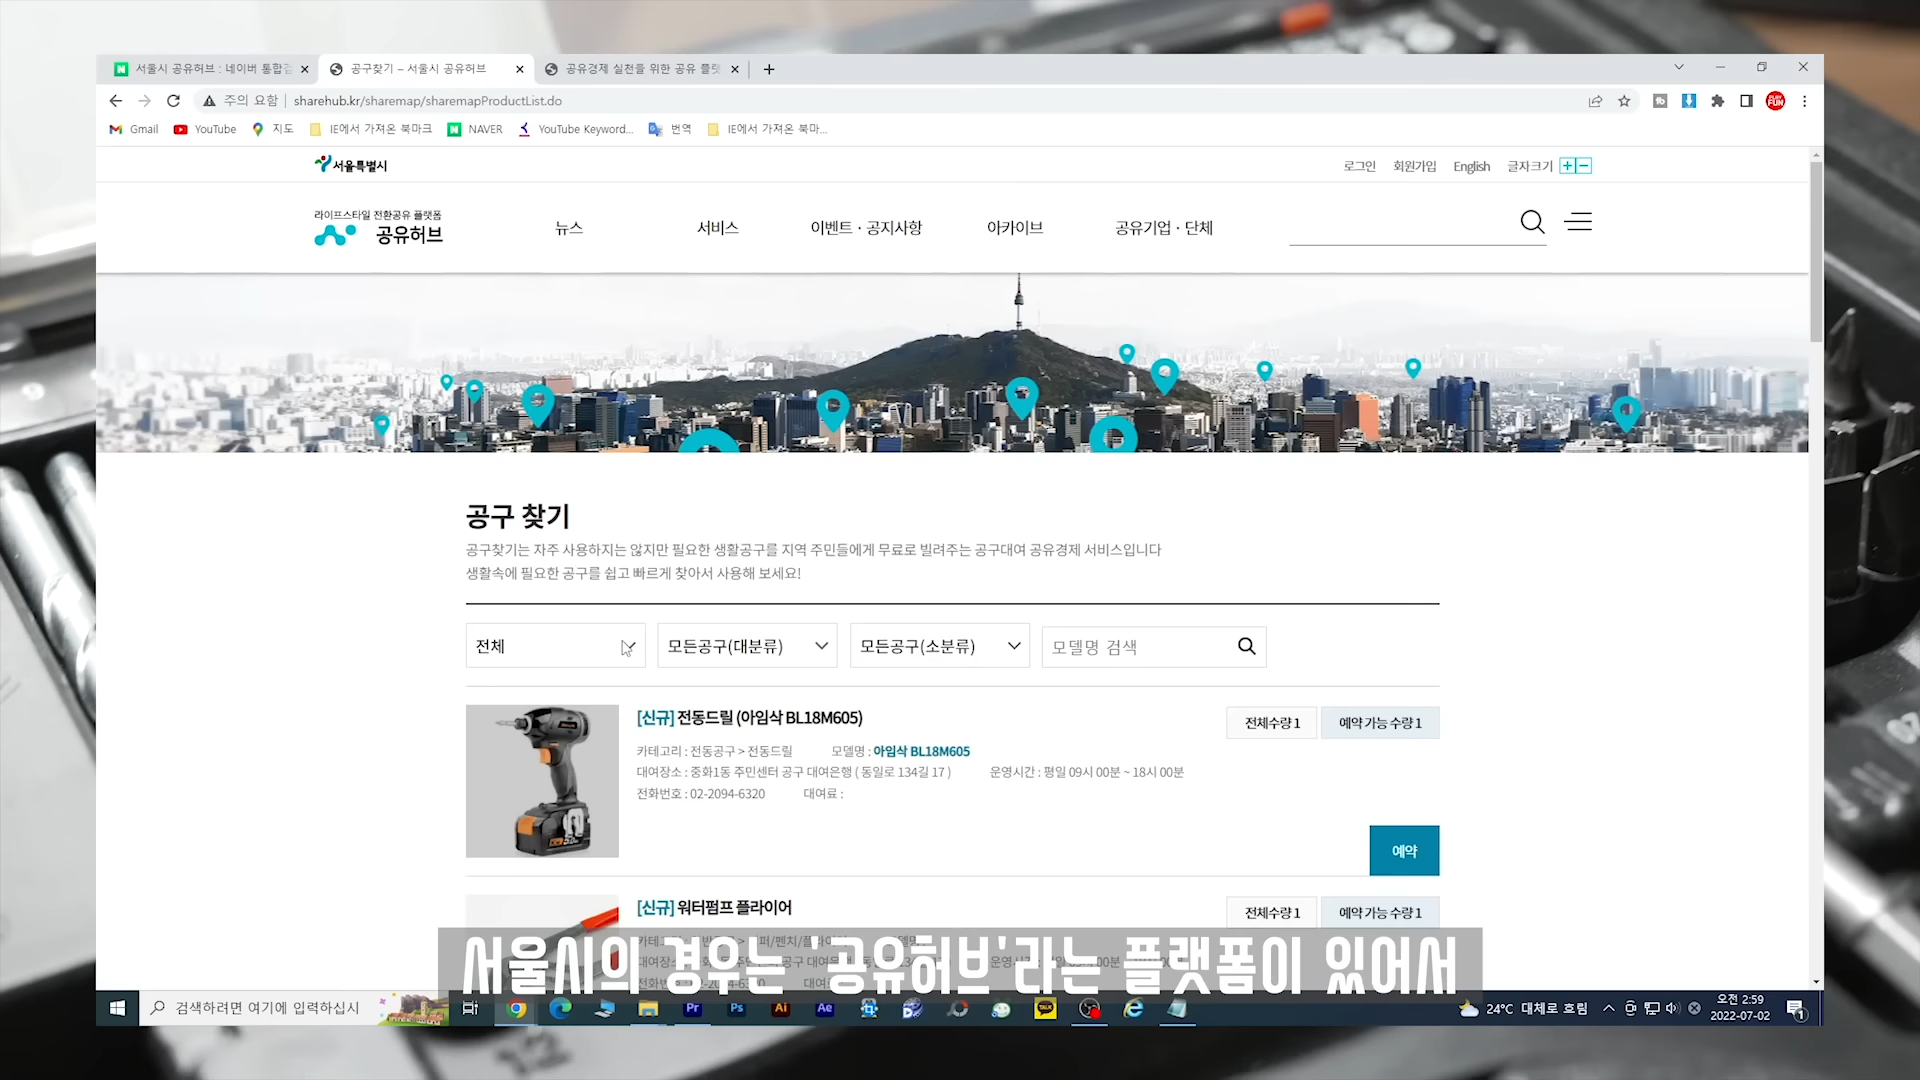 서울시 공유허브 : 네이버 통합검
공구찾기 – 서울시 공유허브
공유경제 실천을 위한 공유 플랫
주의 요함
sharehub.kr/sharemap/sharemapProductList.do
Gmail
YouTube
지도
IE에서 가져온 북마크
NAVER
YouTube Keyword...
번역
IE에서 가져온 북마...
서울특별시
로그인
회원가입
English
글자크기
라이프스타일 전환공유 플랫폼
공유허브
뉴스
서비스
이벤트 · 공지사항
아카이브
공유기업 · 단체
공구 찾기
공구찾기는 자주 사용하지는 않지만 필요한 생활공구를 지역 주민들에게 무료로 빌려주는 공구대여 공유경제 서비스입니다
생활속에 필요한 공구를 쉽고 빠르게 찾아서 사용해 보세요!
전체
모든공구(대분류)
모든공구(소분류)
모델명 검색
[신규] 전동드릴 (아임삭 BL18M605)
전체수량 1
예약 가능 수량 1
카테고리 : 전동공구 > 전동드릴
모델명 : 아임삭 BL18M605
대여장소 : 중화1동 주민센터 공구 대여은행 ( 동일로 134길 17 )
운영시간 : 평일 09시 00분 ~ 18시 00분
전화번호 : 02-2094-6320
대여료 :
예약
[신규] 워터펌프 플라이어
전체수량 1
예약 가능 수량 1
서울시의 경우는 '공유허브'라는 플랫폼이 있어서
검색하려면 여기에 입력하십시
Pr
Ps
Ai
Ae
TALK
24°C 대체로 흐림
오전 2:59
2022-07-02
1